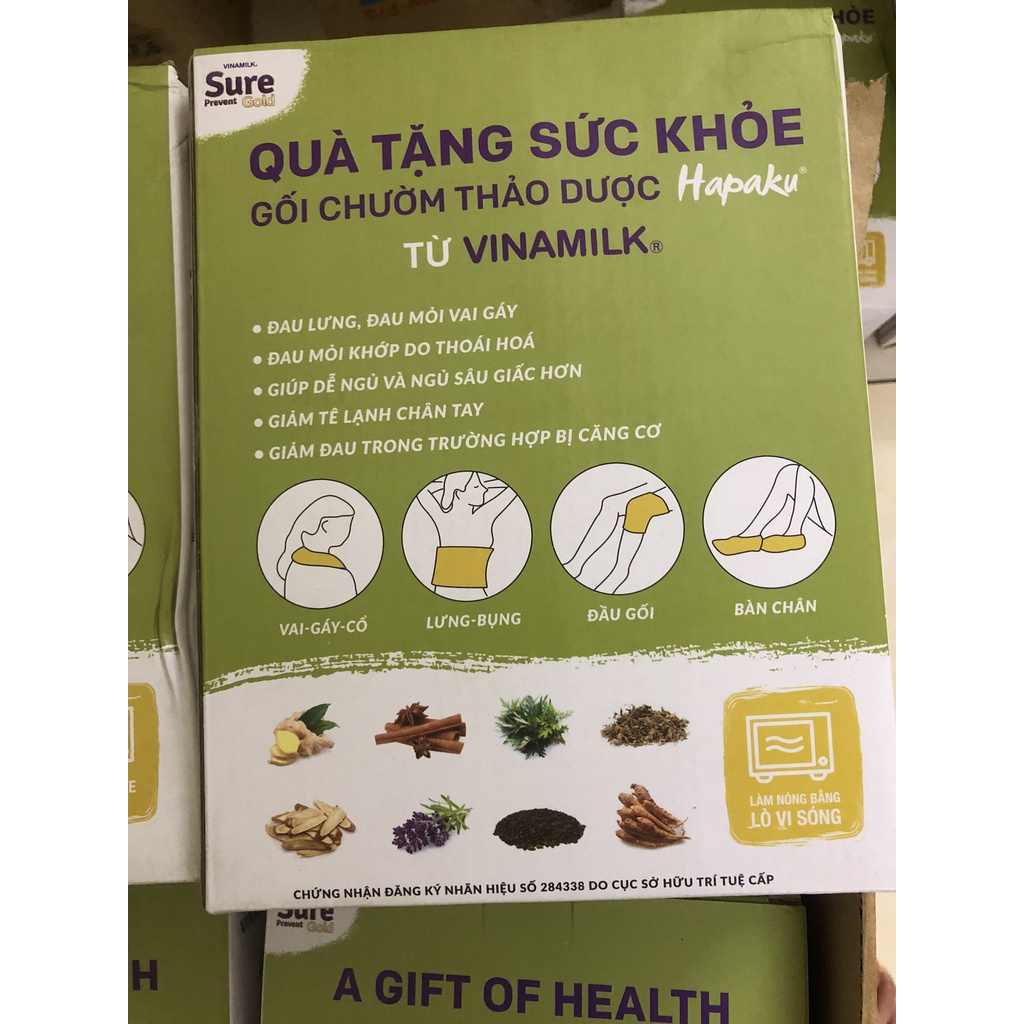 VINAMILK®
Sure
Prevent Gold
QUÀ TẶNG SỨC KHỎE
GỐI CHƯỜM THẢO DƯỢC Hapaku®
TỪ VINAMILK®
• ĐAU LƯNG, ĐAU MỎI VAI GÁY
• ĐAU MỎI KHỚP DO THOÁI HOÁ
• GIÚP DỄ NGỦ VÀ NGỦ SÂU GIẤC HƠN
• GIẢM TÊ LẠNH CHÂN TAY
• GIẢM ĐAU TRONG TRƯỜNG HỢP BỊ CĂNG CƠ
VAI-GÁY-CỔ
LƯNG-BỤNG
ĐẦU GỐI
BÀN CHÂN
LÀM NÓNG BẰNG
LÒ VI SÓNG
CHỨNG NHẬN ĐĂNG KÝ NHÃN HIỆU SỐ 284338 DO CỤC SỞ HỮU TRÍ TUỆ CẤP
Sure
Prevent Gold
A GIFT OF HEALTH
H
E
HỎE